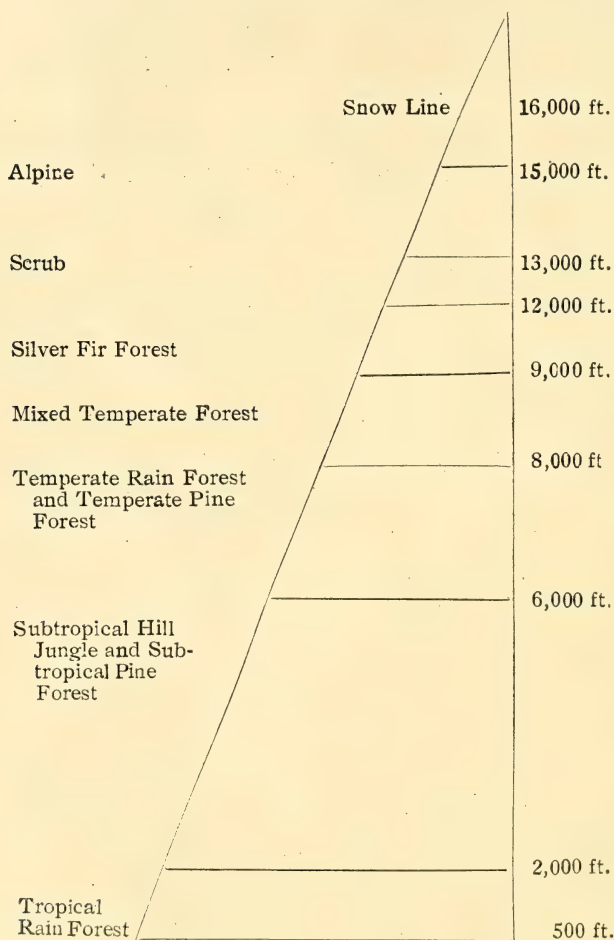 Snow Line 16,000 ft.
Alpine 15,000 ft.
Scrub 13,000 ft.
12,000 ft.
Silver Fir Forest
9,000 ft.
Mixed Temperate Forest
8,000 ft
Temperate Rain Forest
and Temperate Pine
Forest
6,000 ft.
Subtropical Hill
Jungle and Sub-
tropical Pine
Forest
2,000 ft.
Tropical
Rain Forest 500 ft.